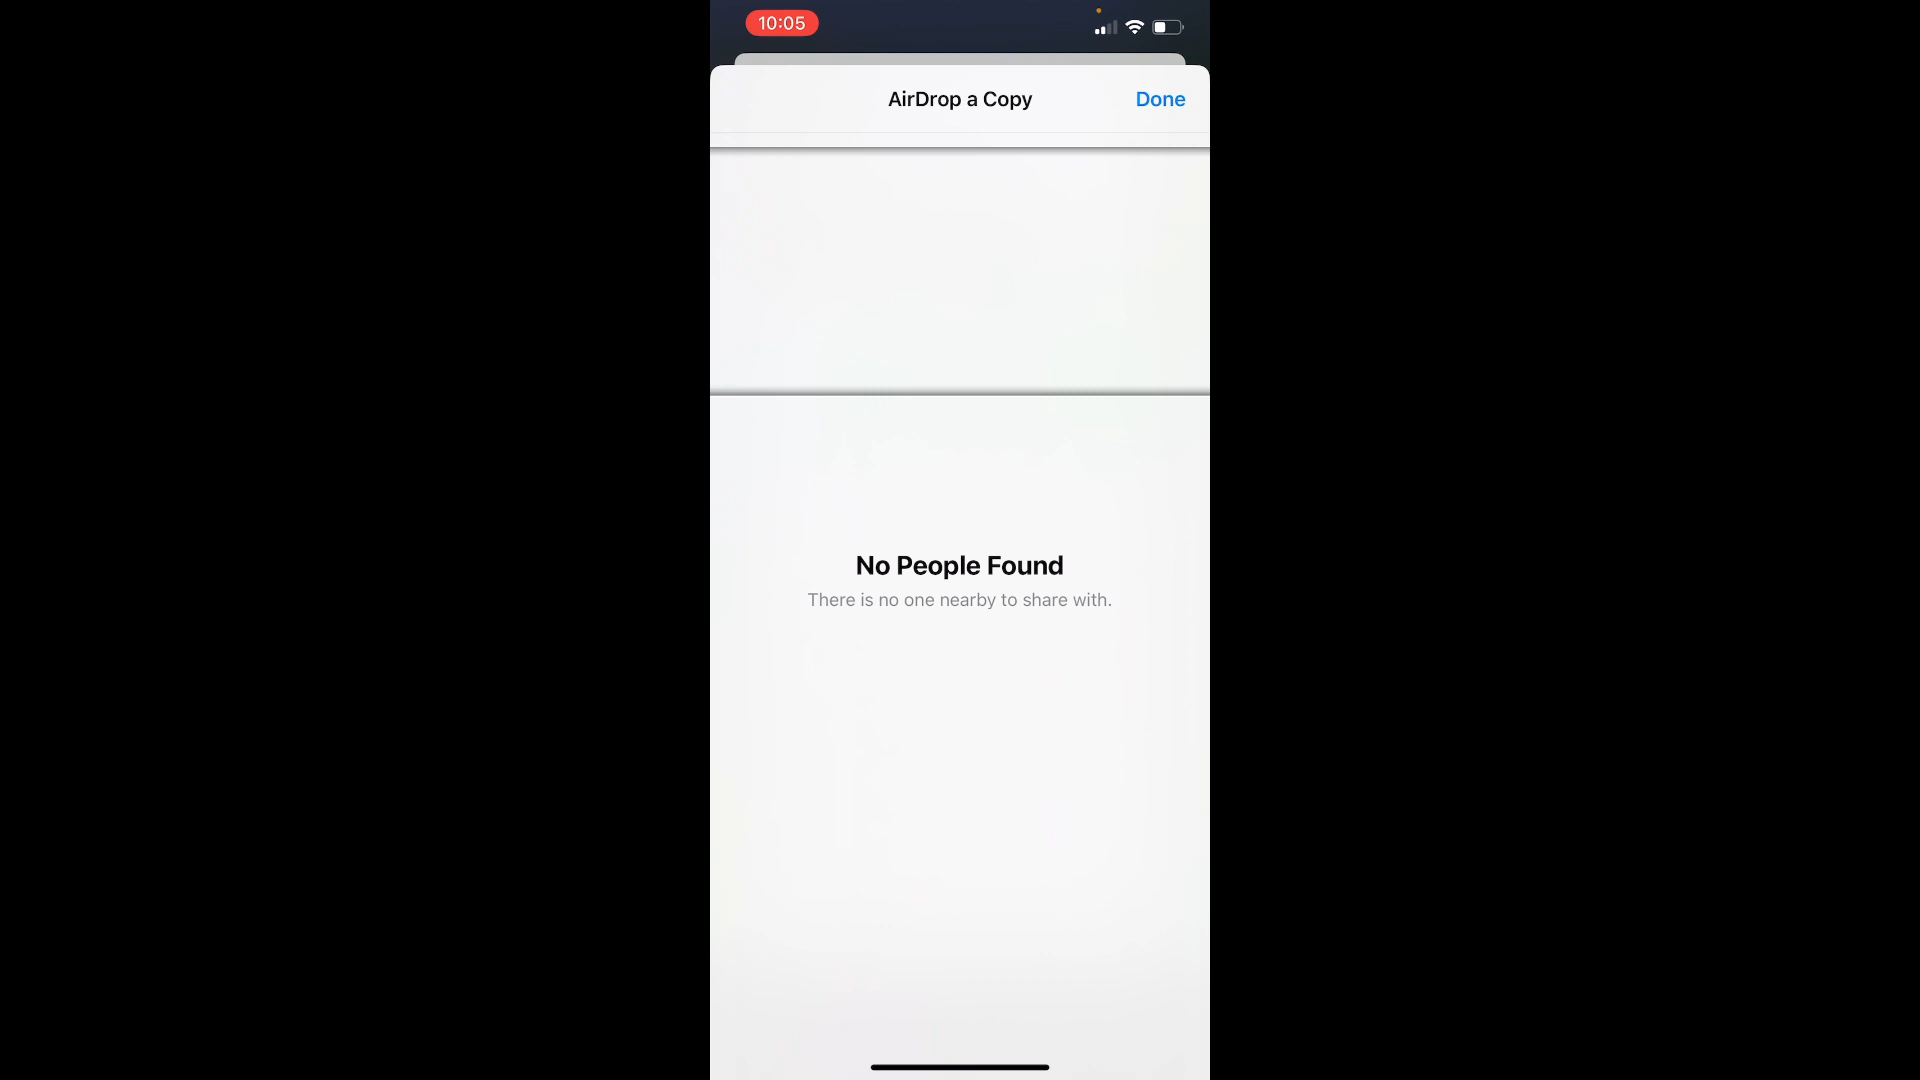 10:05
AirDrop a Copy
Done
No People Found
There is no one nearby to share with.